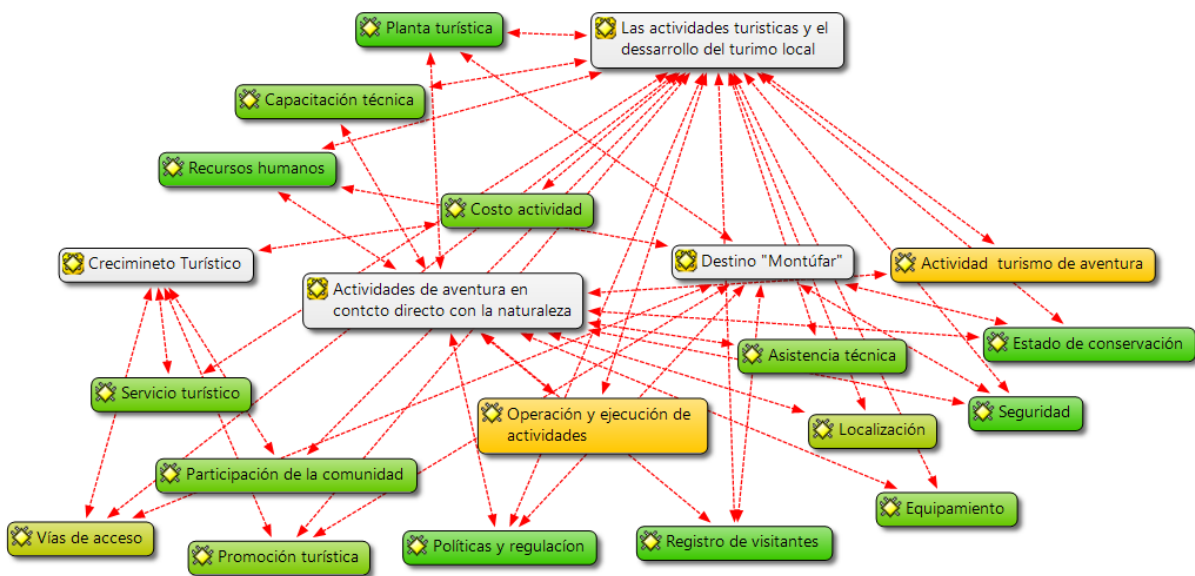 Planta turística
Las actividades turisticas y el
dessarrollo del turimo local
Capacitación técnica
Recursos humanos
Costo actividad
Crecimineto Turístico
Destino "Montúfar"
Actividad turismo de aventura
Actividades de aventura en
contcto directo con la naturaleza
Asistencia técnica
Estado de conservación
Servicio turístico
Operación y ejecución de
actividades
Seguridad
Localización
Participación de la comunidad
Equipamiento
Vías de acceso
Promoción turística
Políticas y regulacíon
Registro de visitantes